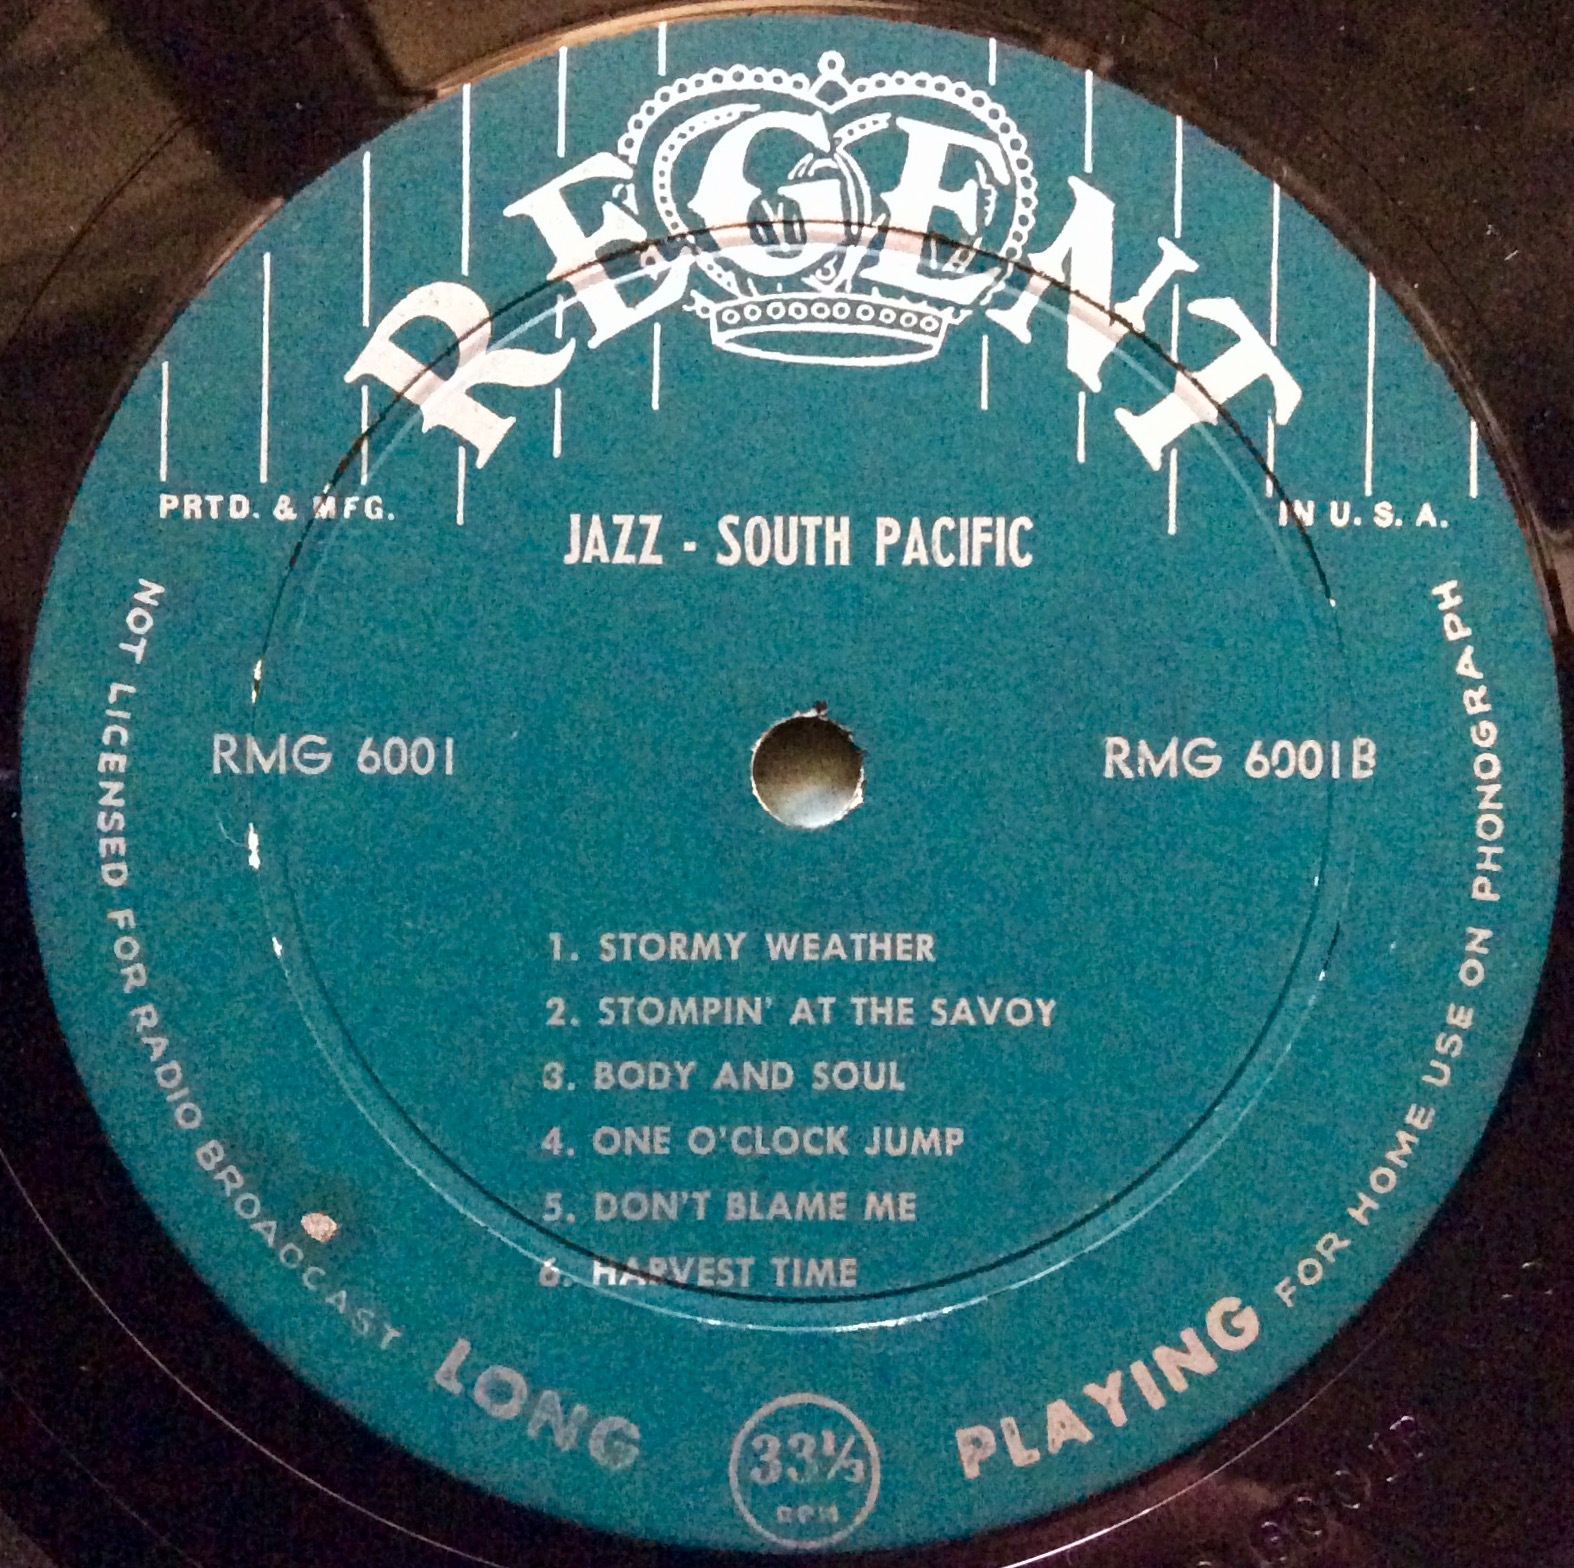 REGENT
PRTD. & MFG.
IN U. S. A.
JAZZ - SOUTH PACIFIC
RMG 6001
RMG 6001B
1. STORMY WEATHER
2. STOMPIN' AT THE SAVOY
3. BODY AND SOUL
4. ONE O'CLOCK JUMP
5. DON'T BLAME ME
6. HARVEST TIME
NOT LICENSED FOR RADIO BROADCAST
LONG
33⅓
RPM
PLAYING
FOR HOME USE ON PHONOGRAPH